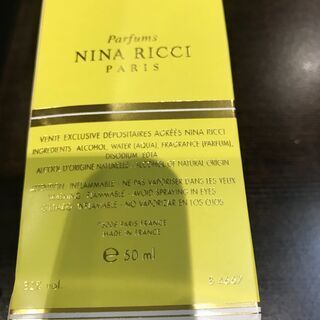 Parfums
NINA RICCI
PARIS
VENTE EXCLUSIVE DÉPOSITAIRES AGRÉÉS NINA RICCI
INGREDIENTS: ALCOHOL, WATER (AQUA), FRAGRANCE (PARFUM),
DISODIUM EDTA
ALCOOL D'ORIGINE NATURELLE ALCOHOL OF NATURAL ORIGIN
ATTENTION INFLAMMABLE - NE PAS VAPORISER DANS LES YEUX
WARNING FLAMMABLE - AVOID SPRAYING IN EYES
INFLAMABLE - NO VAPORIZAR EN LOS OJOS
PARIS FRANCE
MADE IN FRANCE
e 50 ml
vol.